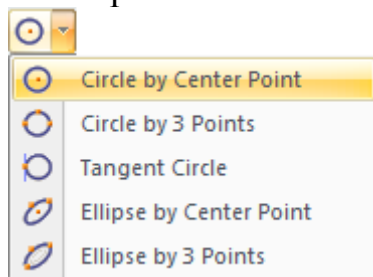 Circle by Center Point
Circle by 3 Points
Tangent Circle
Ellipse by Center Point
Ellipse by 3 Points